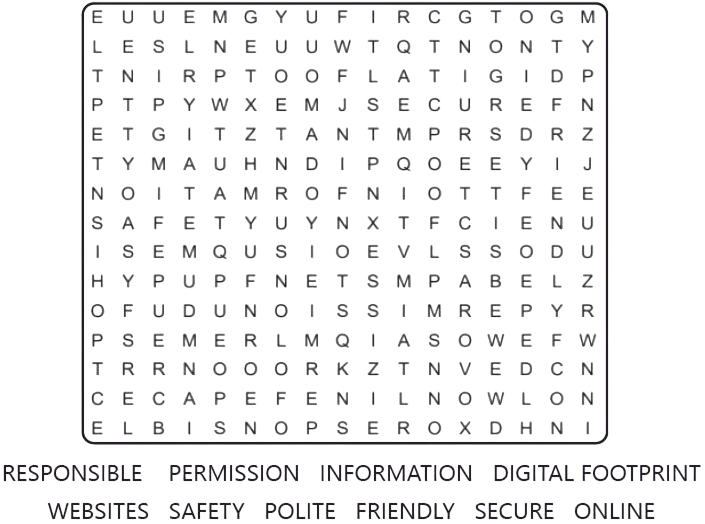 E U U E M G Y U F I R C G T O G M
L E S L N E U U W T Q T N O N T Y
T N I R P T O O F L A T I G I D P
P T P Y W X E M J S E C U R E F N
E T G I T Z T A N T M P R S D R Z
T Y M A U H N D I P Q O E E Y I J
N O I T A M R O F N I O T T F E E
S A F E T Y U Y N X T F C I E N U
I S E M Q U S I O E V L S S O D U
H Y P U P F N E T S M P A B E L Z
O F U D U N O I S S I M R E P Y R
P S E M E R L M Q I A S O W E F W
T R R N O O O R K Z T N V E D C N
C E C A P E F E N I L N O W L O N
E L B I S N O P S E R O X D H N I
RESPONSIBLE PERMISSION INFORMATION DIGITAL FOOTPRINT
WEBSITES SAFETY POLITE FRIENDLY SECURE ONLINE